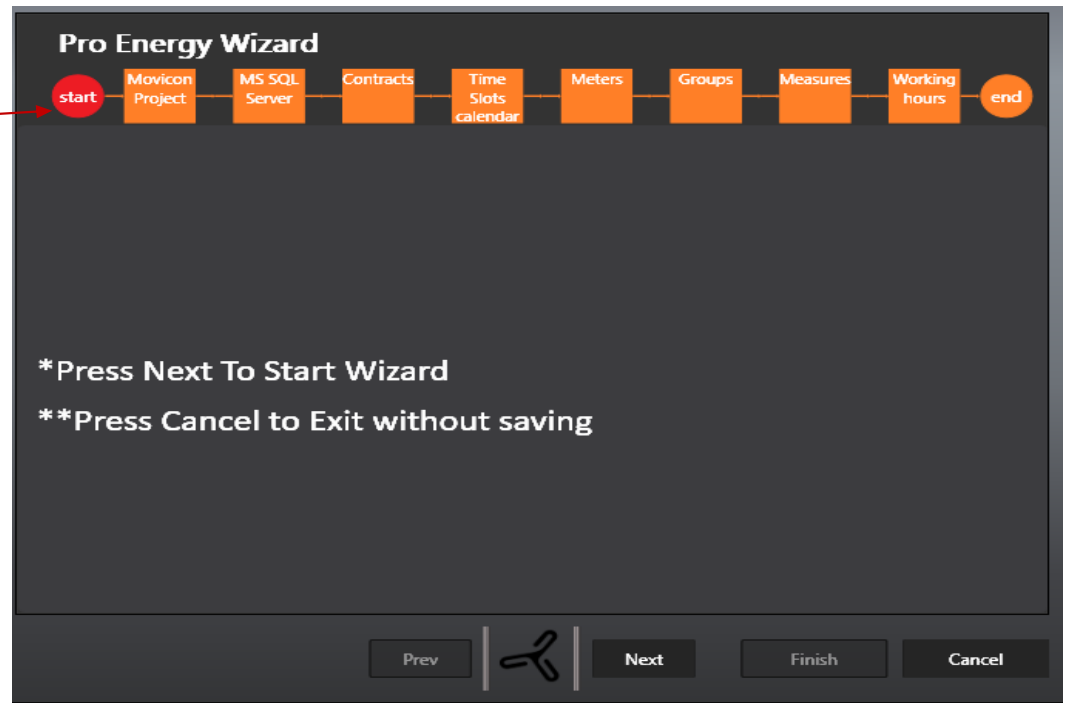 Pro Energy Wizard
start
Movicon
Project
MS SQL
Server
Contracts
Time
Slots
calendar
Meters
Groups
Measures
Working
hours
end
*Press Next To Start Wizard
**Press Cancel to Exit without saving
Prev
Next
Finish
Cancel